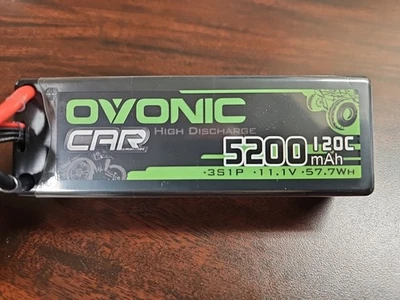 OVONIC
CAR High Discharge
5200 mAh 120C
•3S1P •11.1V •57.7Wh